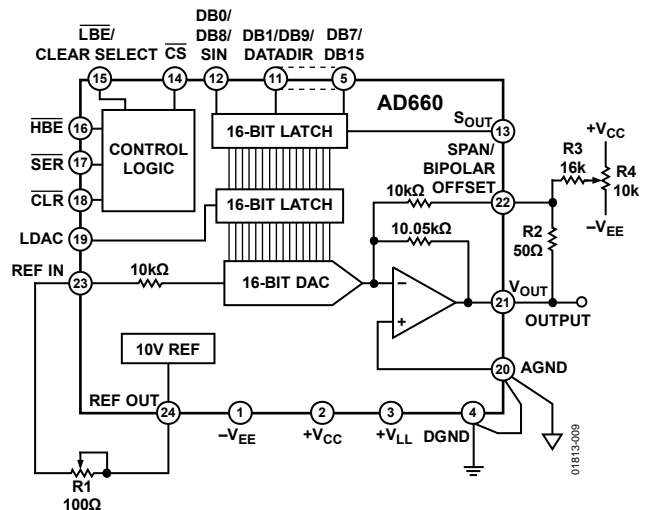 LBE/
CLEAR SELECT
CS
DB0/
DB8/
SIN
DB1/DB9/
DATADIR
DB7/
DB15
15
14
12
11
5
AD660
HBE
16
SER
17
CLR
18
CONTROL
LOGIC
16-BIT LATCH
SOUT
13
SPAN/
BIPOLAR
OFFSET
+VCC
R3
16k
R4
10k
–VEE
10kΩ
22
16-BIT LATCH
10.05kΩ
R2
50Ω
LDAC
19
REF IN
23
10kΩ
16-BIT DAC
–
+
VOUT
21
OUTPUT
10V REF
20
AGND
REF OUT
24
1
–VEE
2
+VCC
3
+VLL
4
DGND
R1
100Ω
01813-009